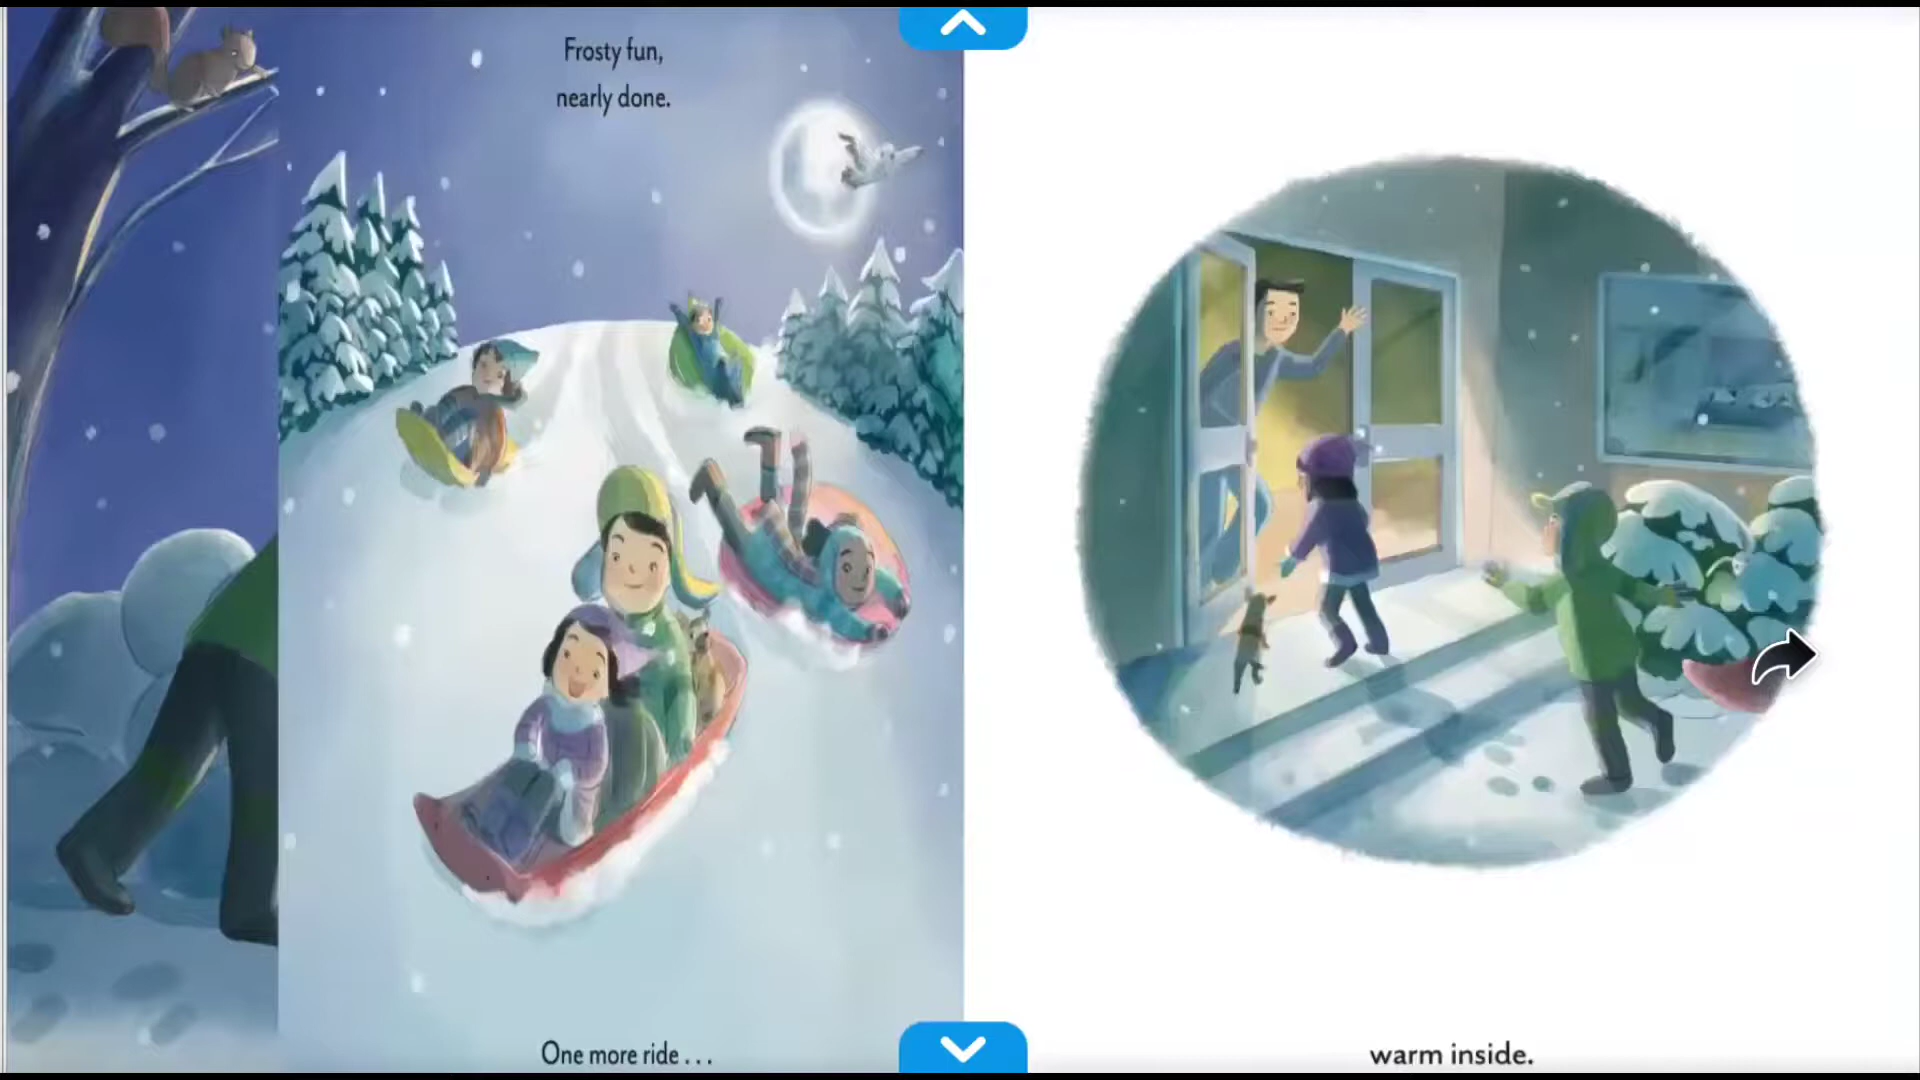 Frosty fun,
nearly done.
One more ride . . .
warm inside.